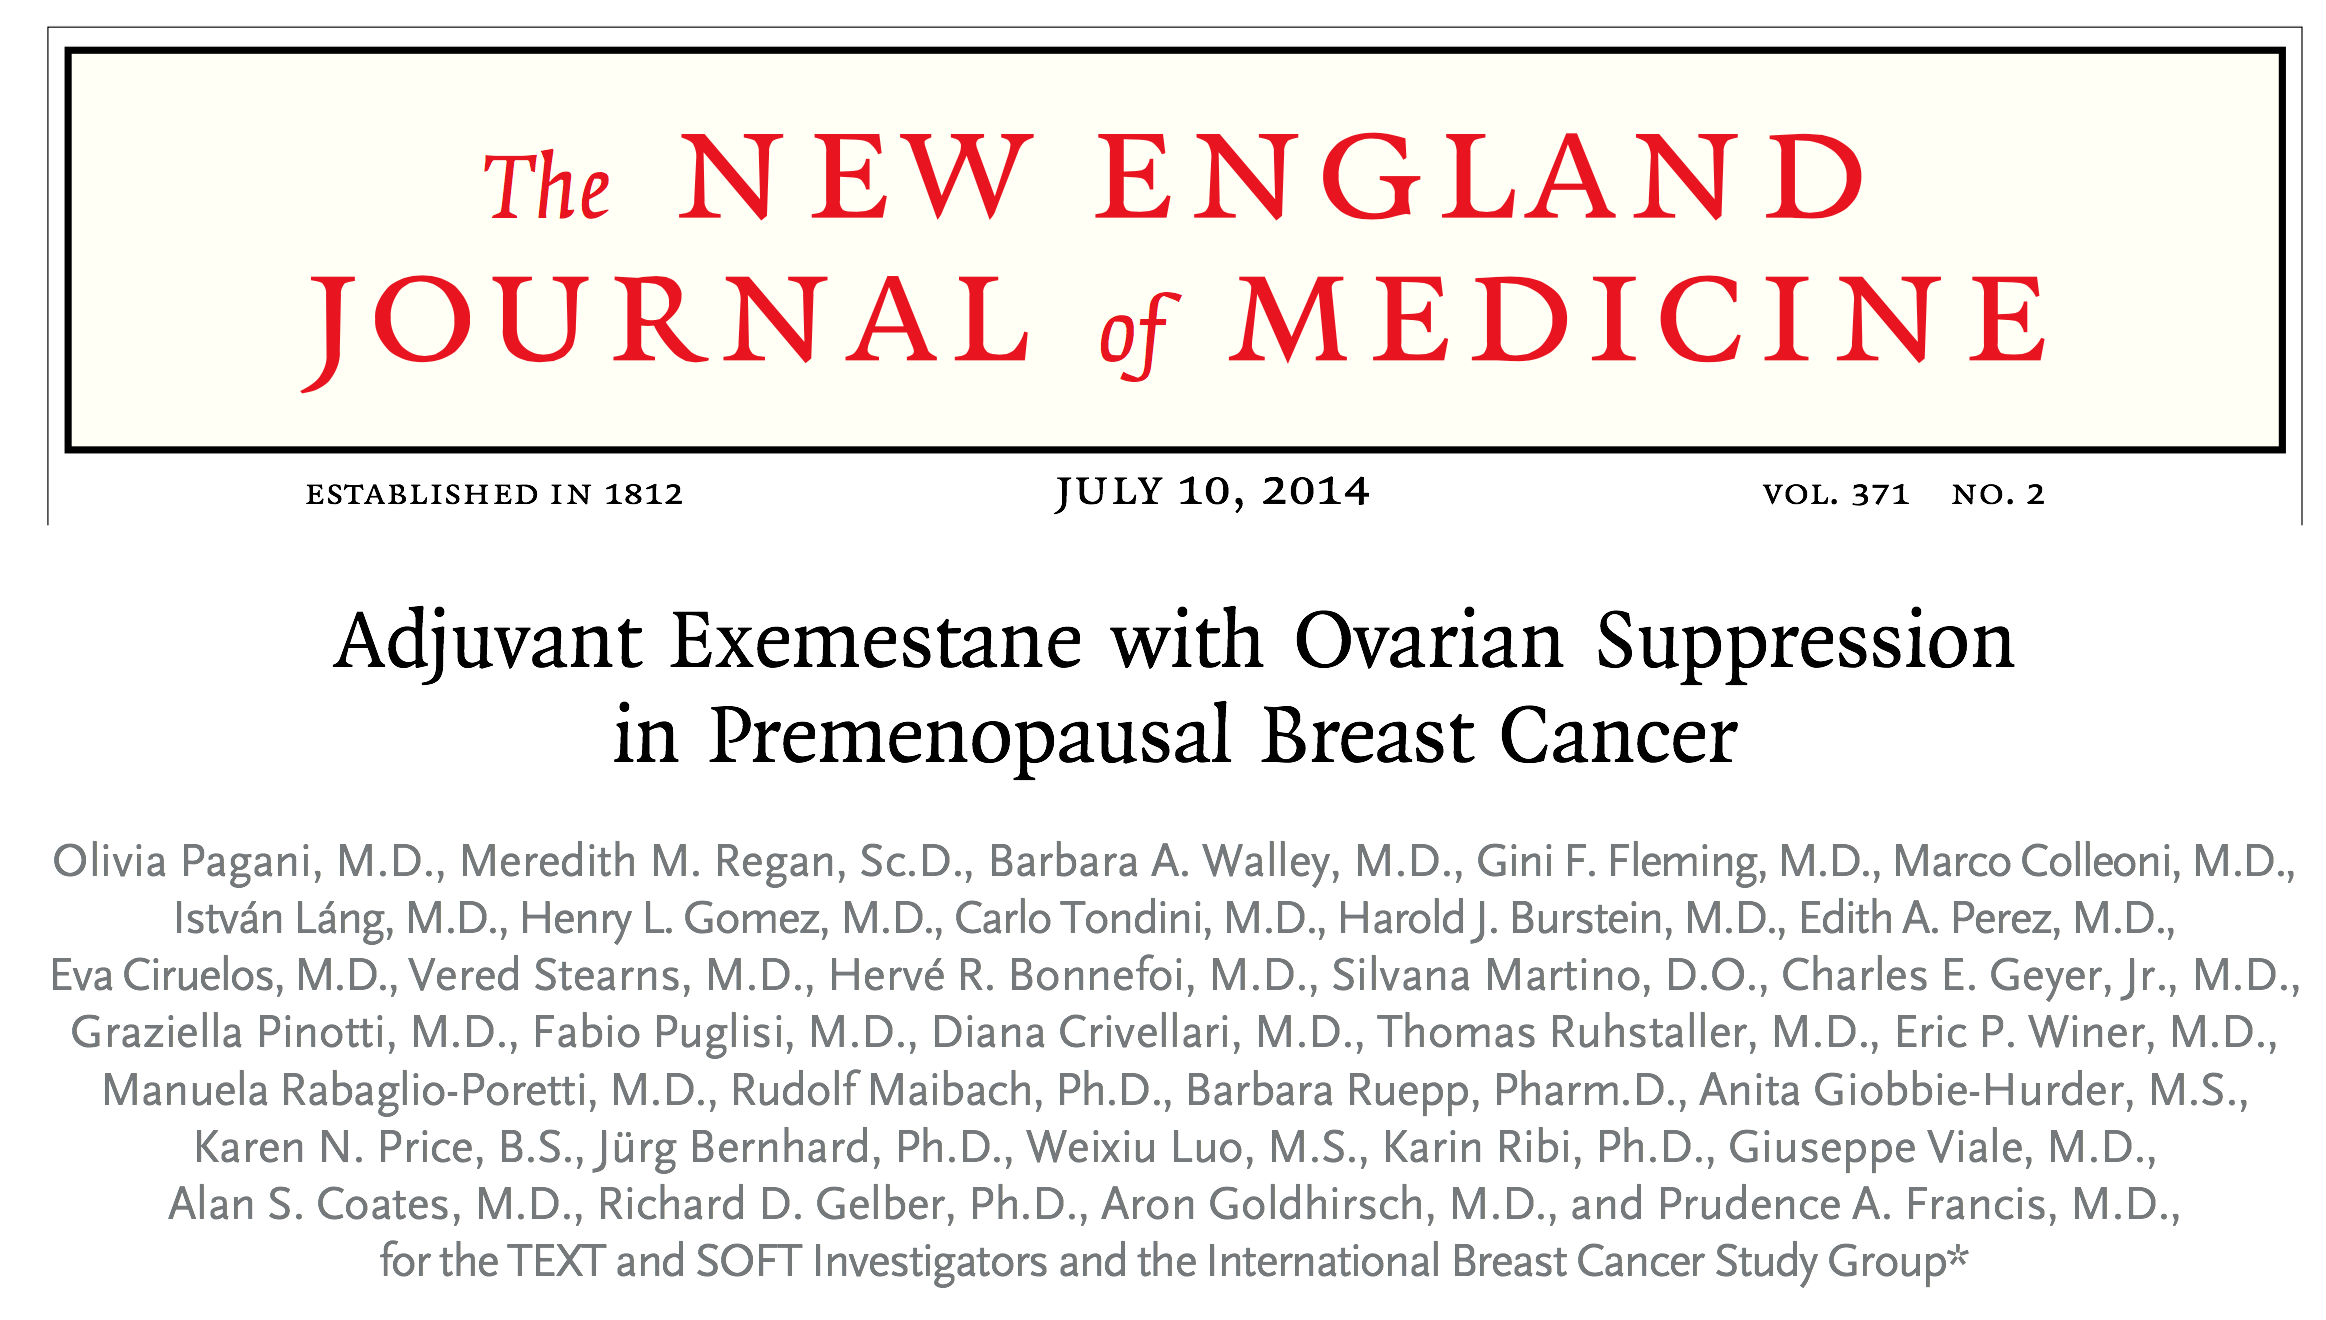 The NEW ENGLAND
JOURNAL of MEDICINE
ESTABLISHED IN 1812 JULY 10, 2014 VOL. 371 NO. 2
Adjuvant Exemestane with Ovarian Suppression
in Premenopausal Breast Cancer
Olivia Pagani, M.D., Meredith M. Regan, Sc.D., Barbara A. Walley, M.D., Gini F. Fleming, M.D., Marco Colleoni, M.D.,
István Láng, M.D., Henry L. Gomez, M.D., Carlo Tondini, M.D., Harold J. Burstein, M.D., Edith A. Perez, M.D.,
Eva Ciruelos, M.D., Vered Stearns, M.D., Hervé R. Bonnefoi, M.D., Silvana Martino, D.O., Charles E. Geyer, Jr., M.D.,
Graziella Pinotti, M.D., Fabio Puglisi, M.D., Diana Crivellari, M.D., Thomas Ruhstaller, M.D., Eric P. Winer, M.D.,
Manuela Rabaglio-Poretti, M.D., Rudolf Maibach, Ph.D., Barbara Ruepp, Pharm.D., Anita Giobbie-Hurder, M.S.,
Karen N. Price, B.S., Jürg Bernhard, Ph.D., Weixiu Luo, M.S., Karin Ribi, Ph.D., Giuseppe Viale, M.D.,
Alan S. Coates, M.D., Richard D. Gelber, Ph.D., Aron Goldhirsch, M.D., and Prudence A. Francis, M.D.,
for the TEXT and SOFT Investigators and the International Breast Cancer Study Group*